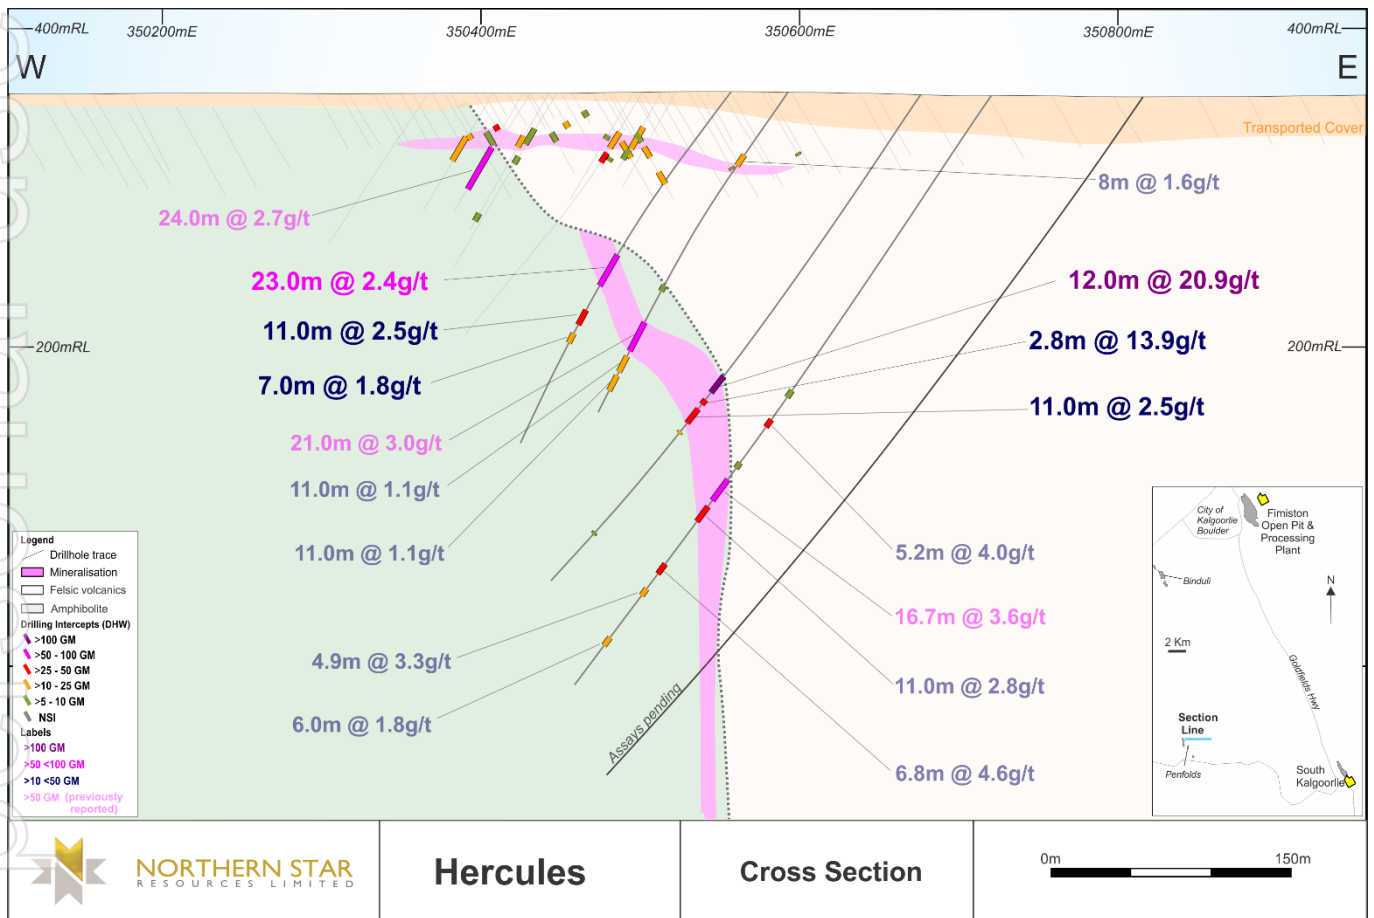 400mRL
350200mE
350400mE
350600mE
350800mE
400mRL
W
E
Transported Cover
8m @ 1.6g/t
24.0m @ 2.7g/t
23.0m @ 2.4g/t
12.0m @ 20.9g/t
11.0m @ 2.5g/t
2.8m @ 13.9g/t
200mRL
200mRL
7.0m @ 1.8g/t
11.0m @ 2.5g/t
21.0m @ 3.0g/t
11.0m @ 1.1g/t
11.0m @ 1.1g/t
5.2m @ 4.0g/t
16.7m @ 3.6g/t
4.9m @ 3.3g/t
11.0m @ 2.8g/t
6.0m @ 1.8g/t
6.8m @ 4.6g/t
Assays pending
Legend
Drillhole trace
Mineralisation
Felsic volcanics
Amphibolite
Drilling Intercepts (DHW)
>100 GM
>50 - 100 GM
>25 - 50 GM
>10 - 25 GM
>5 - 10 GM
NSI
Labels
>100 GM
>50 <100 GM
>10 <50 GM
>50 GM (previously
reported)
City of
Kalgoorlie
Boulder
Fimiston
Open Pit &
Processing
Plant
Binduli
N
2 Km
Goldfields Hwy
Section
Line
Penfolds
South
Kalgoorlie
NORTHERN STAR
RESOURCES LIMITED
Hercules
Cross Section
0m
150m